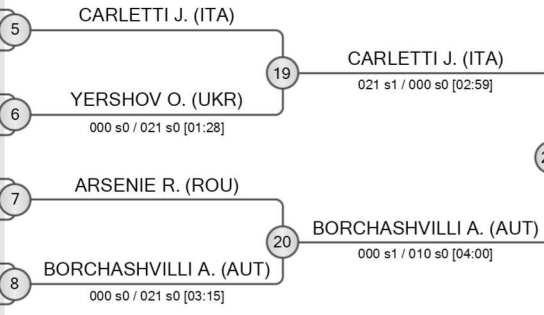 5
CARLETTI J. (ITA)
19
CARLETTI J. (ITA)
021 s1 / 000 s0 [02:59]
6
YERSHOV O. (UKR)
000 s0 / 021 s0 [01:28]
7
ARSENIE R. (ROU)
20
BORCHASHVILLI A. (AUT)
000 s1 / 010 s0 [04:00]
8
BORCHASHVILLI A. (AUT)
000 s0 / 021 s0 [03:15]